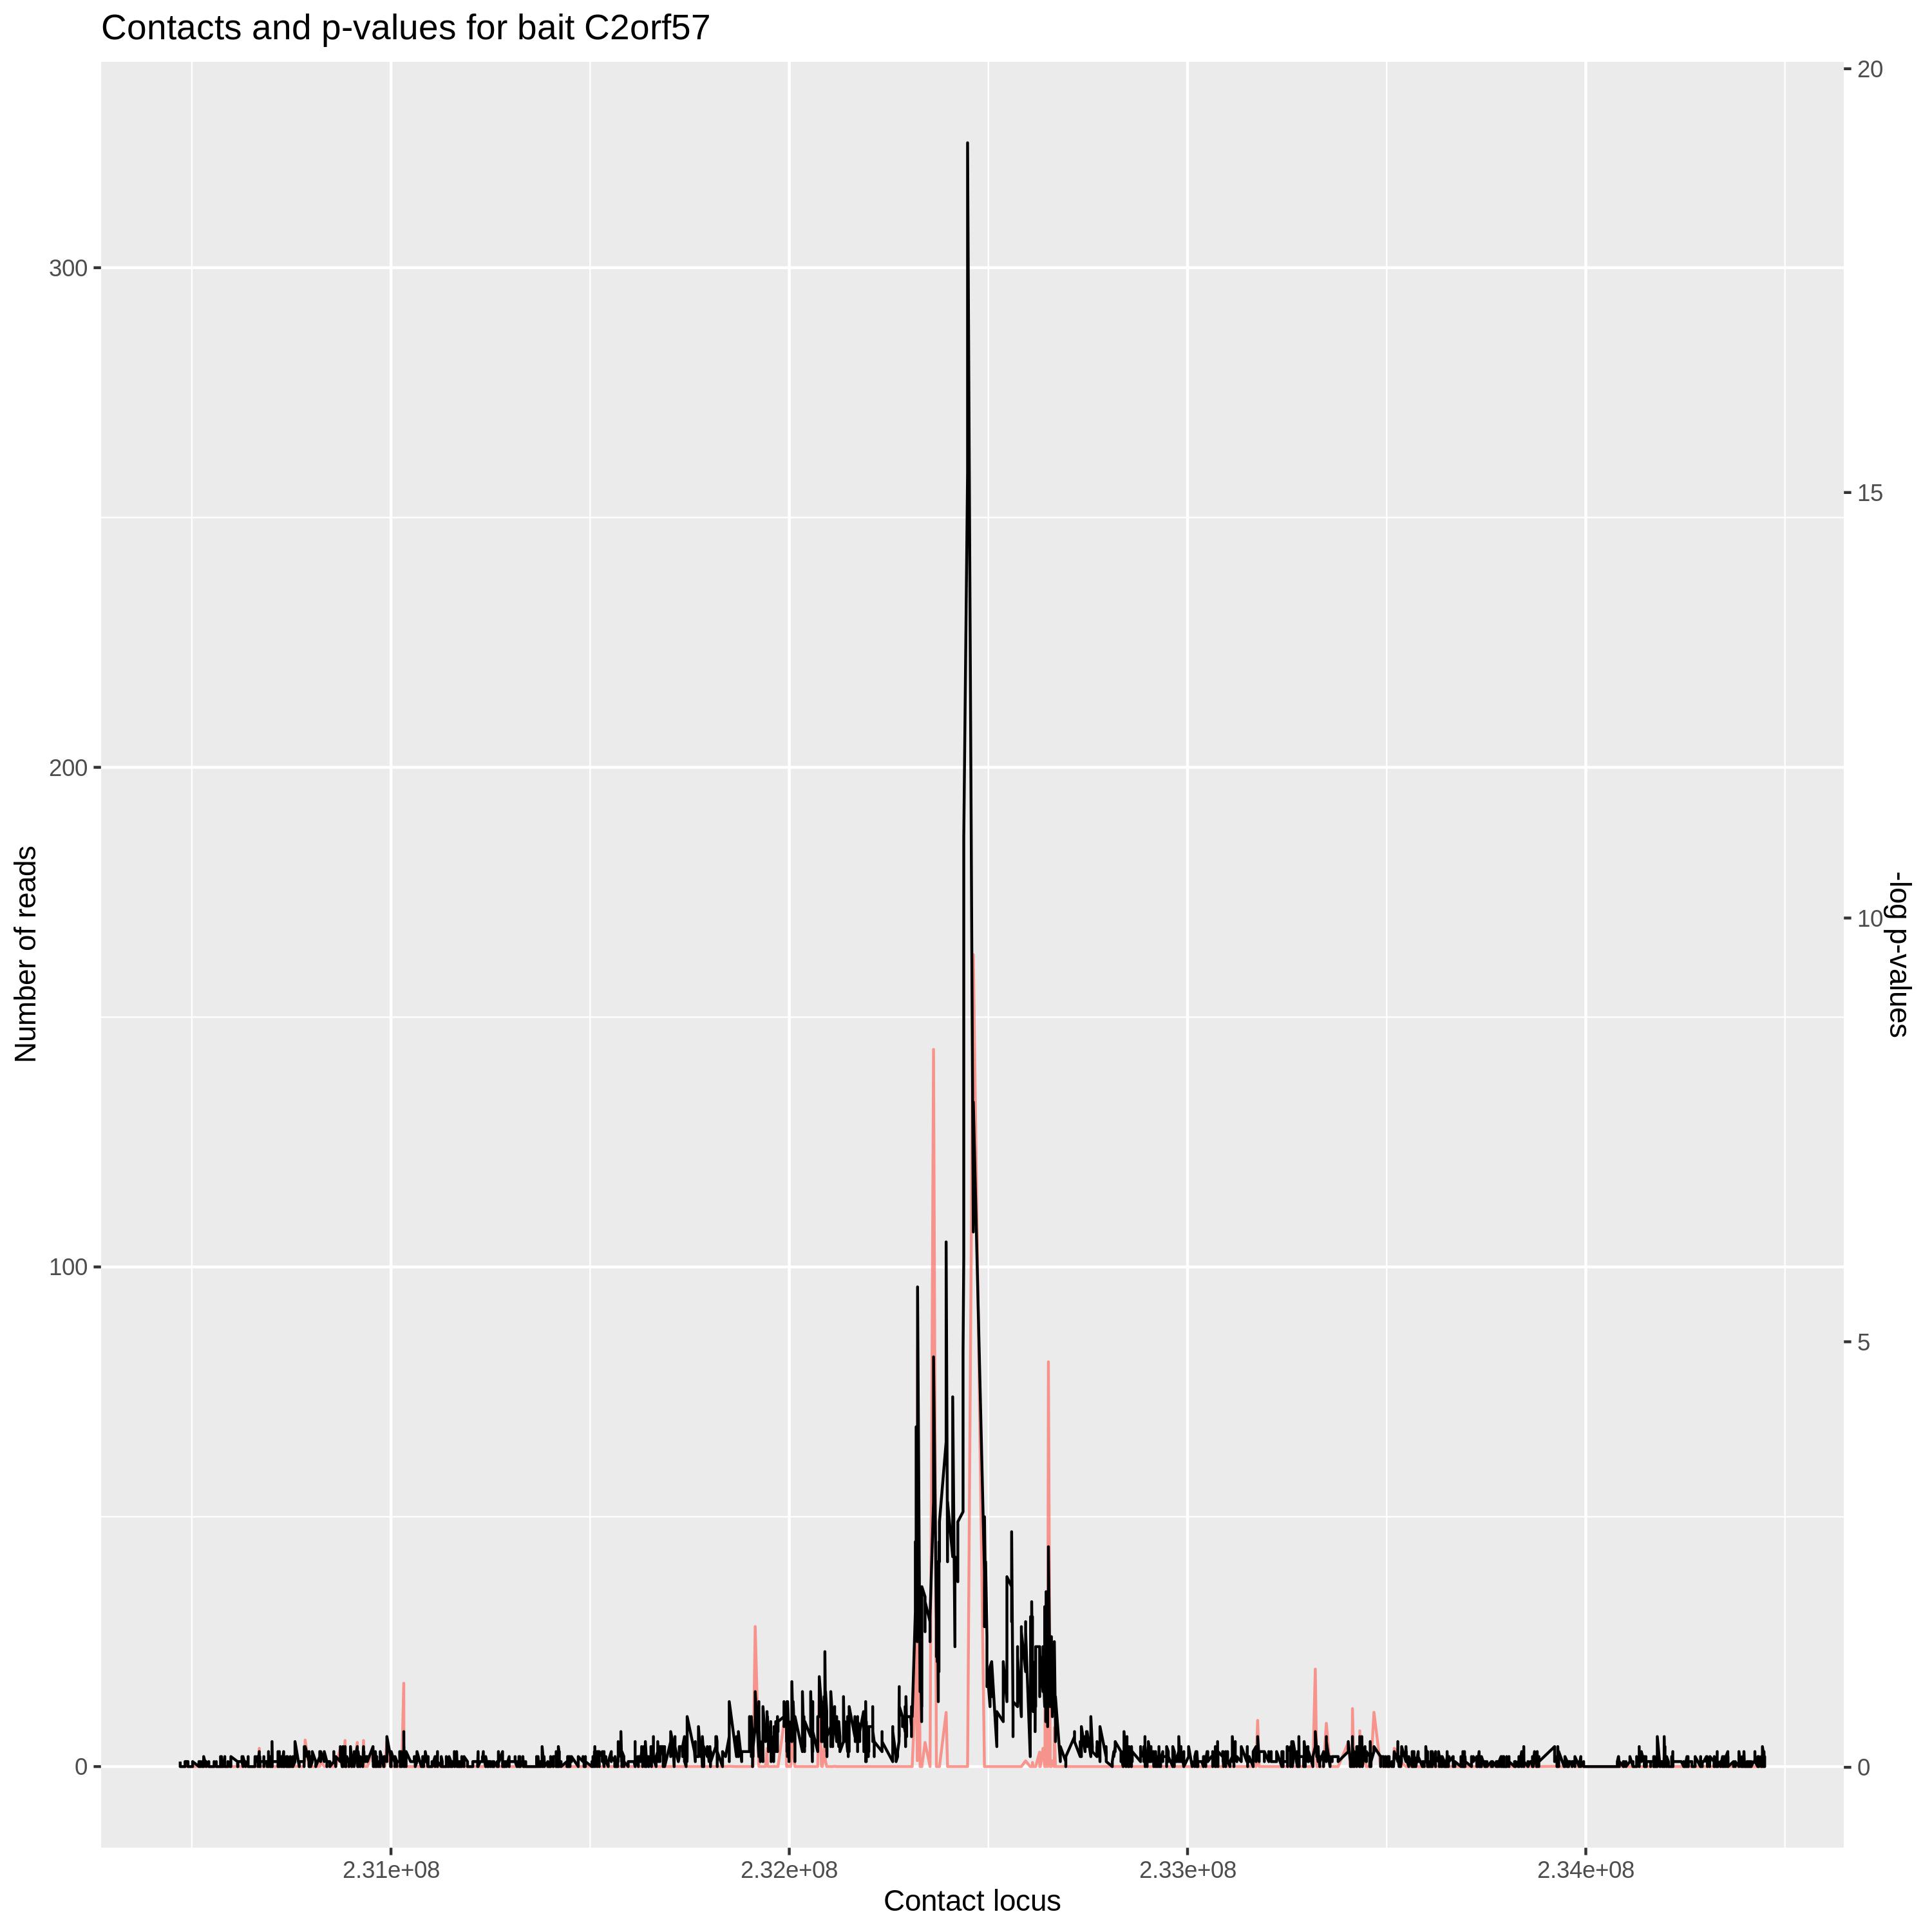 Contacts and p-values for bait C2orf57
20
300
15
200
Number of reads
10
-log p-values
100
5
0
0
2.31e+08
2.32e+08
2.33e+08
2.34e+08
Contact locus